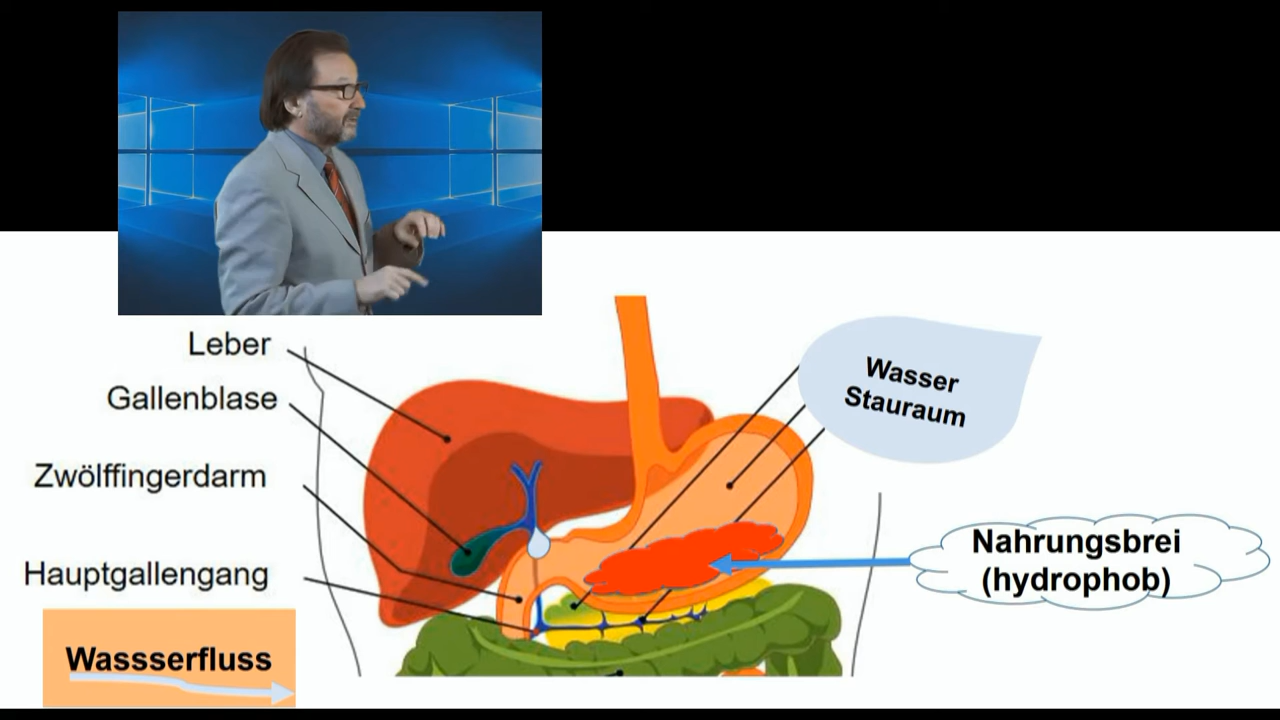 Leber
Gallenblase
Zwölffingerdarm
Hauptgallengang
Wassserfluss
Wasser
Stauraum
Nahrungsbrei
(hydrophob)